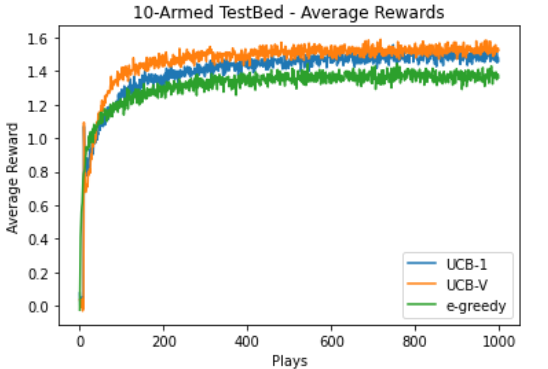 10-Armed TestBed - Average Rewards
1.6
1.4
1.2
1.0
0.8
0.6
0.4
0.2
0.0
Average Reward
UCB-1
UCB-V
e-greedy
0 200 400 600 800 1000
Plays